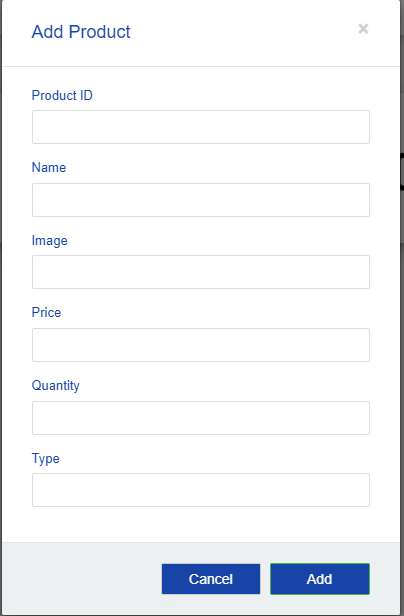 Add Product ×
Product ID
Name
Image
Price
Quantity
Type
Cancel Add